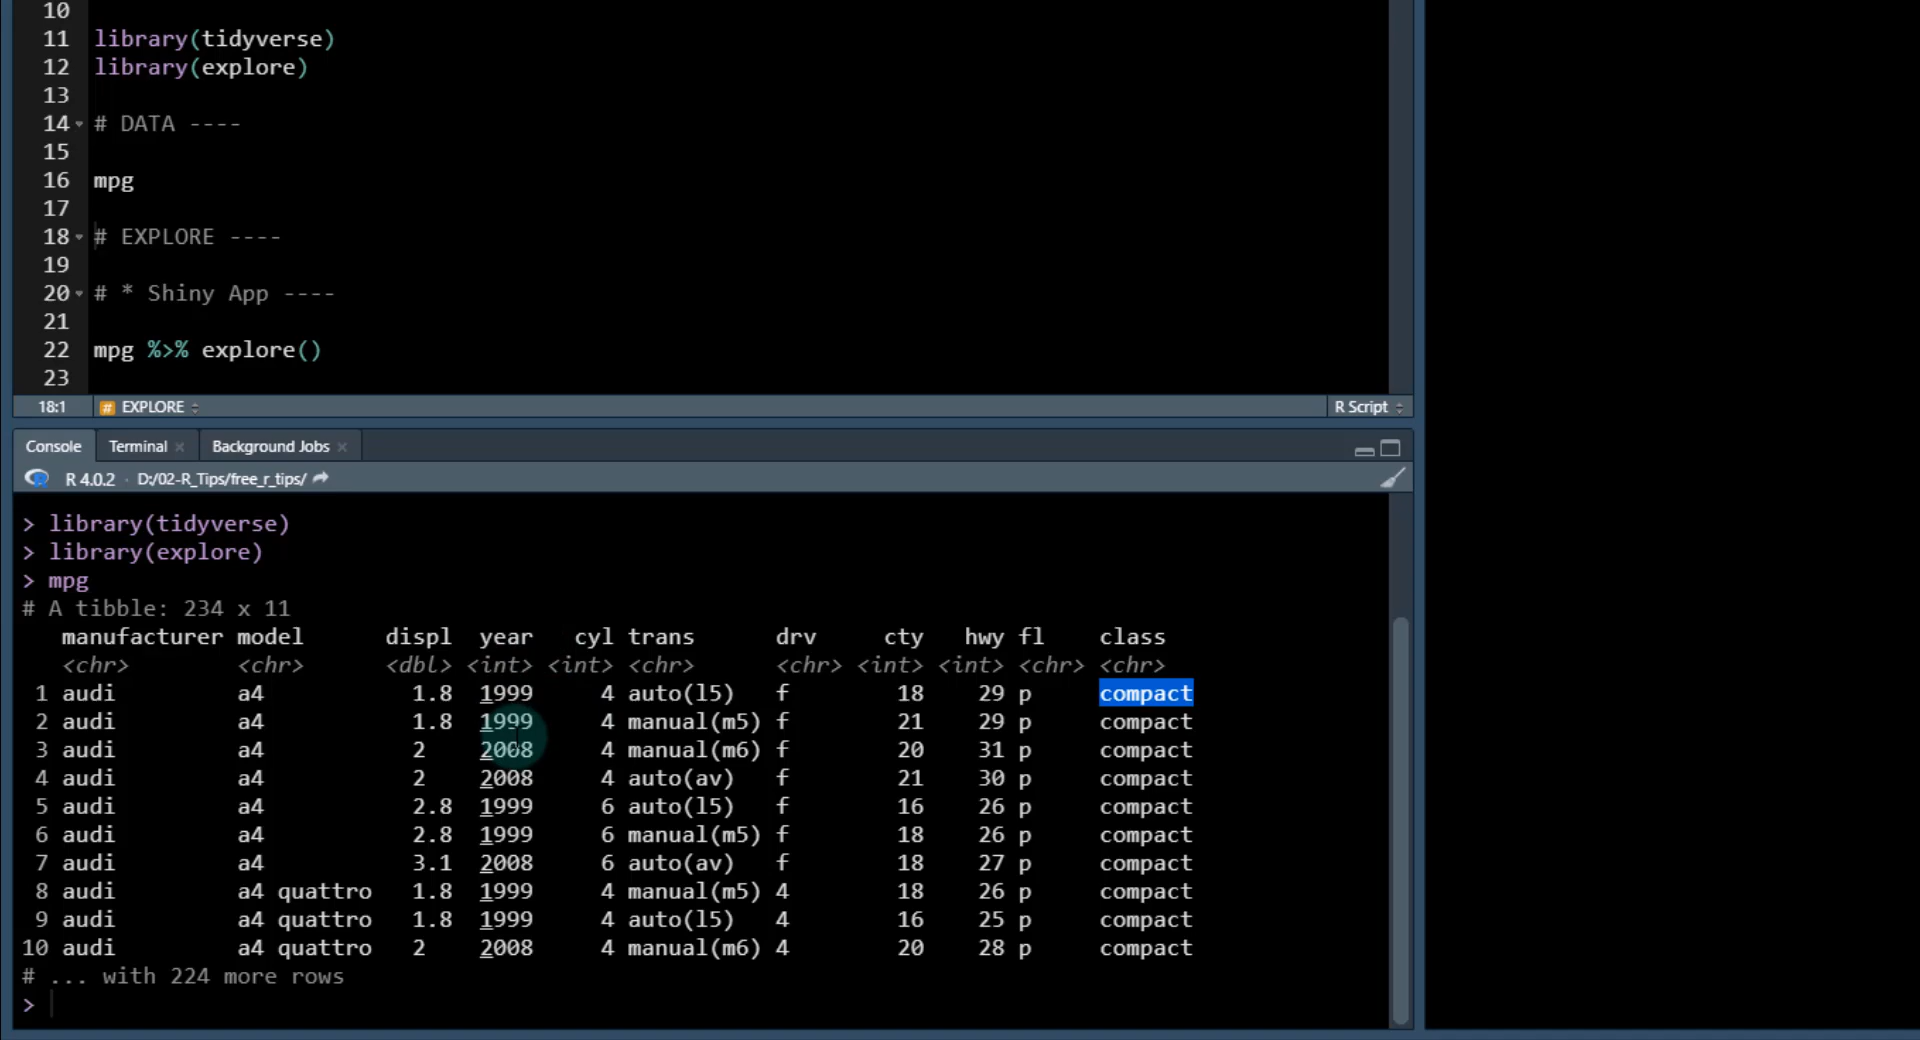 10
11 library(tidyverse)
12 library(explore)
13
14 # DATA ----
15
16 mpg
17
18 # EXPLORE ----
19
20 # * Shiny App ----
21
22 mpg %>% explore()
23
18:1 # EXPLORE R Script
Console Terminal Background Jobs
R 4.0.2 · D:/02-R_Tips/free_r_tips/
> library(tidyverse)
> library(explore)
> mpg
# A tibble: 234 x 11
manufacturer model displ year cyl trans drv cty hwy fl class
<chr> <chr> <dbl> <int> <int> <chr> <chr> <int> <int> <chr> <chr>
1 audi a4 1.8 1999 4 auto(l5) f 18 29 p compact
2 audi a4 1.8 1999 4 manual(m5) f 21 29 p compact
3 audi a4 2 2008 4 manual(m6) f 20 31 p compact
4 audi a4 2 2008 4 auto(av) f 21 30 p compact
5 audi a4 2.8 1999 6 auto(l5) f 16 26 p compact
6 audi a4 2.8 1999 6 manual(m5) f 18 26 p compact
7 audi a4 3.1 2008 6 auto(av) f 18 27 p compact
8 audi a4 quattro 1.8 1999 4 manual(m5) 4 18 26 p compact
9 audi a4 quattro 1.8 1999 4 auto(l5) 4 16 25 p compact
10 audi a4 quattro 2 2008 4 manual(m6) 4 20 28 p compact
# ... with 224 more rows
>